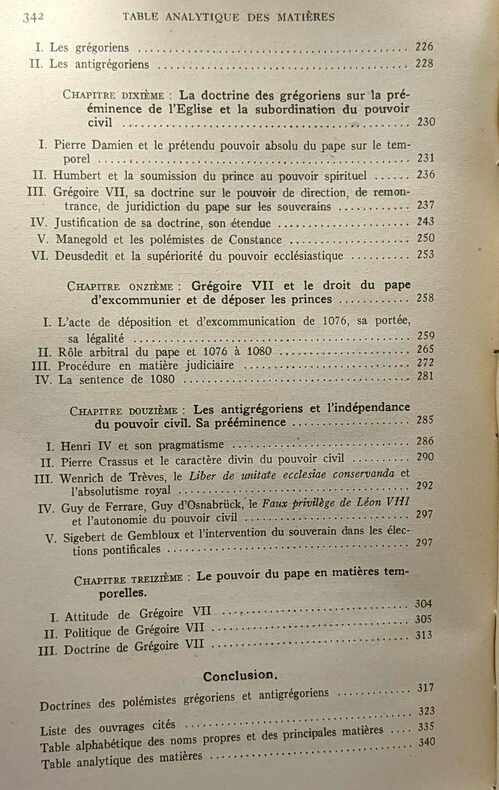 342 TABLE ANALYTIQUE DES MATIÈRES
I. Les grégoriens ........................ 226
II. Les antigrégoriens ........................ 228
CHAPITRE DIXIÈME : La doctrine des grégoriens sur la pré-
éminence de l'Eglise et la subordination du pouvoir
civil ........................ 230
I. Pierre Damien et le prétendu pouvoir absolu du pape sur le tem-
porel ........................ 231
II. Humbert et la soumission du prince au pouvoir spirituel ...... 236
III. Grégoire VII, sa doctrine sur le pouvoir de direction, de remon-
trance, de juridiction du pape sur les souverains ............ 237
IV. Justification de sa doctrine, son étendue ................ 243
V. Manegold et les polémistes de Constance ................ 250
VI. Deusdedit et la supériorité du pouvoir ecclésiastique .......... 253
CHAPITRE ONZIÈME : Grégoire VII et le droit du pape
d'excommunier et de déposer les princes ............ 258
I. L'acte de déposition et d'excommunication de 1076, sa portée,
sa légalité ........................ 259
II. Rôle arbitral du pape et 1076 à 1080 .................... 265
III. Procédure en matière judiciaire ........................ 272
IV. La sentence de 1080 ........................ 281
CHAPITRE DOUZIÈME : Les antigrégoriens et l'indépendance
du pouvoir civil. Sa prééminence .................... 285
I. Henri IV et son pragmatisme ........................ 286
II. Pierre Crassus et le caractère divin du pouvoir civil .......... 290
III. Wenrich de Trèves, le Liber de unitate ecclesiae conservanda et
l'absolutisme royal ........................ 292
IV. Guy de Ferrare, Guy d'Osnabrück, le Faux privilège de Léon VIII
et l'autonomie du pouvoir civil ........................ 297
V. Sigebert de Gembloux et l'intervention du souverain dans les élec-
tions pontificales ........................ 297
CHAPITRE TREIZIÈME : Le pouvoir du pape en matières tem-
porelles.
I. Attitude de Grégoire VII ........................ 304
II. Politique de Grégoire VII ........................ 305
III. Doctrine de Grégoire VII ........................ 313
Conclusion.
Doctrines des polémistes grégoriens et antigrégoriens ............ 317
Liste des ouvrages cités ........................ 323
Table alphabétique des noms propres et des principales matières .... 335
Table analytique des matières ........................ 340